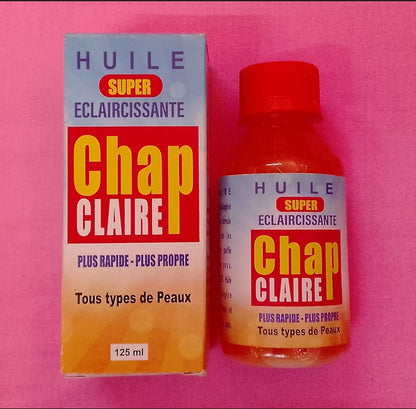 HUILE
SUPER
ECLAIRCISSANTE
Chap
CLAIRE
PLUS RAPIDE - PLUS PROPRE
Tous types de Peaux
125 ml
HUILE
SUPER
ECLAIRCISSANTE
Chap
CLAIRE
PLUS RAPIDE - PLUS PROPRE
Tous types de Peaux